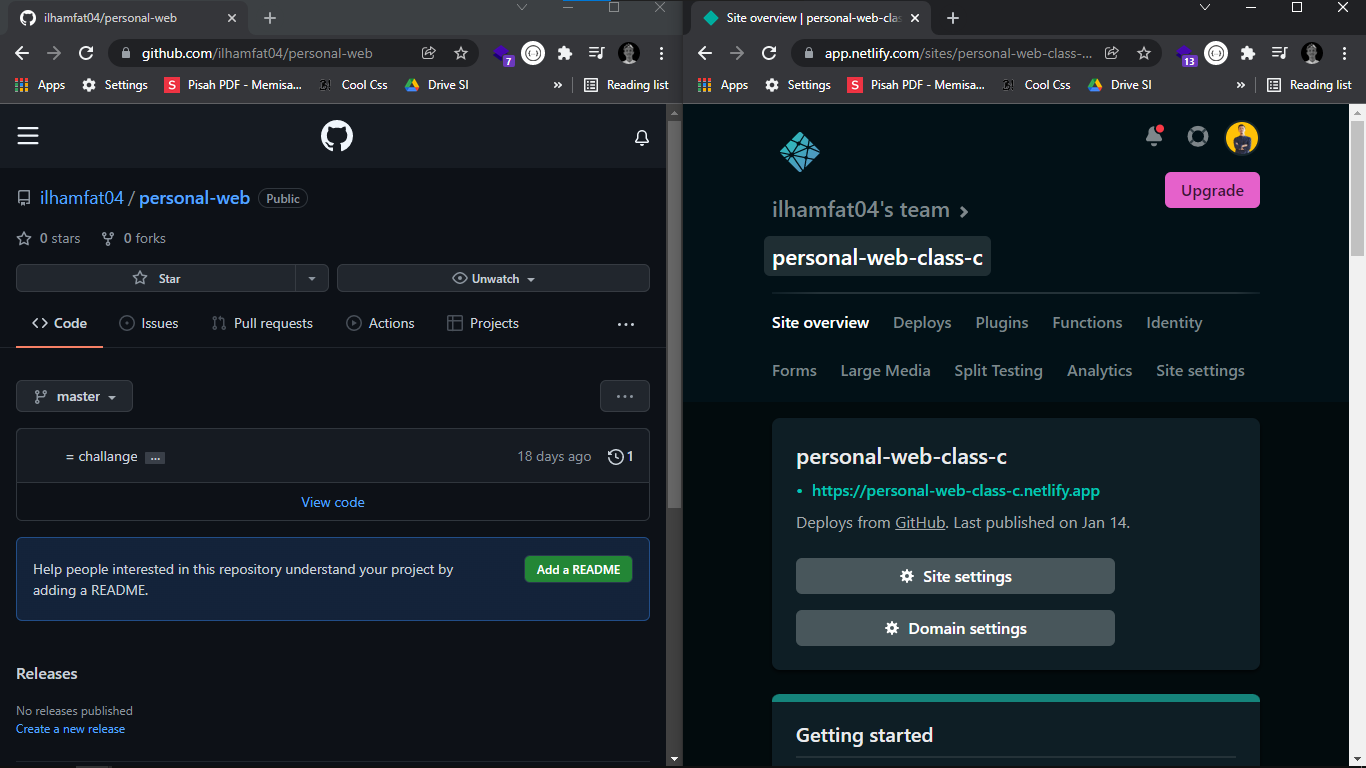 ilhamfat04/personal-web
github.com/ilhamfat04/personal-web
7
Apps
Settings
S
Pisah PDF - Memisa...
Cool Css
Drive SI
»
Reading list
ilhamfat04 / personal-web
Public
0 stars
0 forks
Star
Unwatch
Code
Issues
Pull requests
Actions
Projects
...
master
...
= challange ...
18 days ago
1
View code
Help people interested in this repository understand your project by
adding a README.
Add a README
Releases
No releases published
Create a new release
Site overview | personal-web-clas
app.netlify.com/sites/personal-web-class-...
13
Apps
Settings
S
Pisah PDF - Memisa...
Cool Css
Drive SI
»
Reading list
Upgrade
ilhamfat04's team
personal-web-class-c
Site overview
Deploys
Plugins
Functions
Identity
Forms
Large Media
Split Testing
Analytics
Site settings
personal-web-class-c
• https://personal-web-class-c.netlify.app
Deploys from GitHub. Last published on Jan 14.
Site settings
Domain settings
Getting started